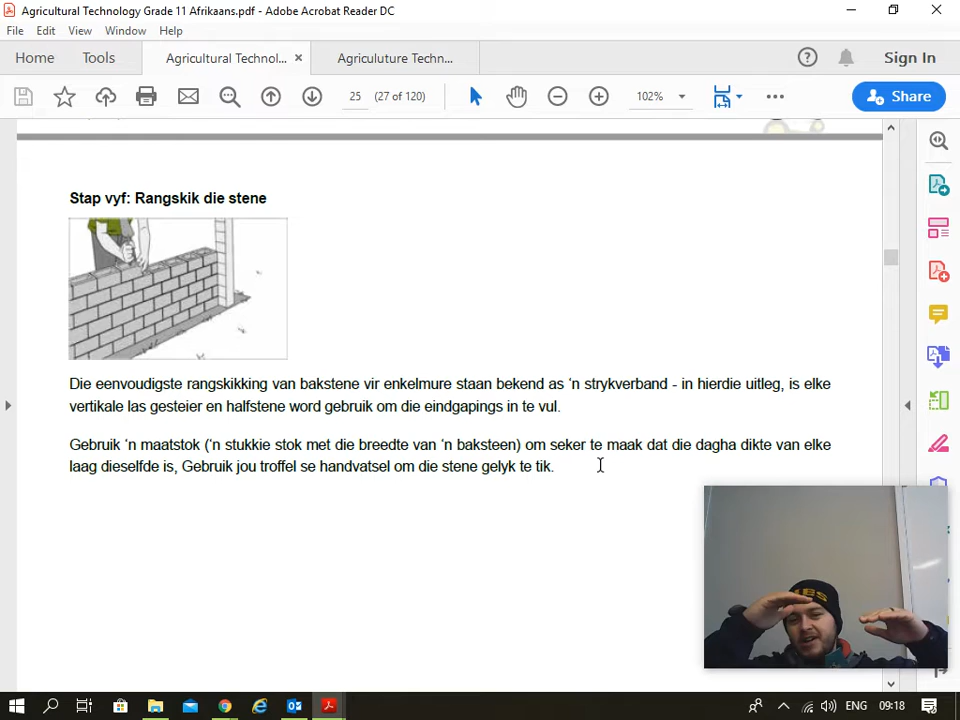 Agricultural Technology Grade 11 Afrikaans.pdf - Adobe Acrobat Reader DC
File Edit View Window Help
Home Tools Agricultural Technol... Agriculuture Techn... Sign In
25 (27 of 120) 102% Share
Stap vyf: Rangskik die stene
Die eenvoudigste rangskikking van bakstene vir enkelmure staan bekend as ‘n strykverband - in hierdie uitleg, is elke
vertikale las gesteier en halfstene word gebruik om die eindgapings in te vul.
Gebruik ‘n maatstok (‘n stukkie stok met die breedte van ‘n baksteen) om seker te maak dat die dagha dikte van elke
laag dieselfde is, Gebruik jou troffel se handvatsel om die stene gelyk te tik.
ENG 09:18